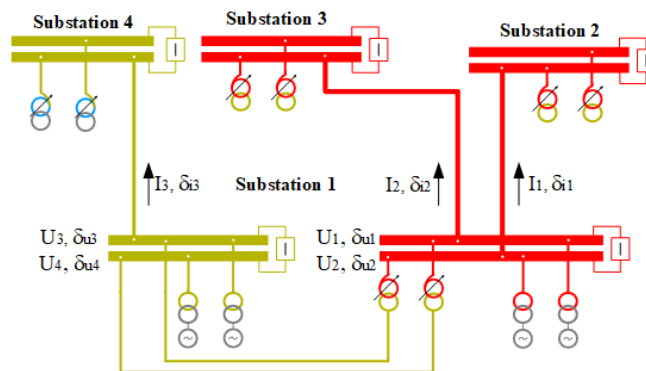 Substation 4
Substation 3
Substation 2
I3, δi3
Substation 1
I2, δi2
I1, δi1
U3, δu3
U4, δu4
U1, δu1
U2, δu2
~
~
~
~